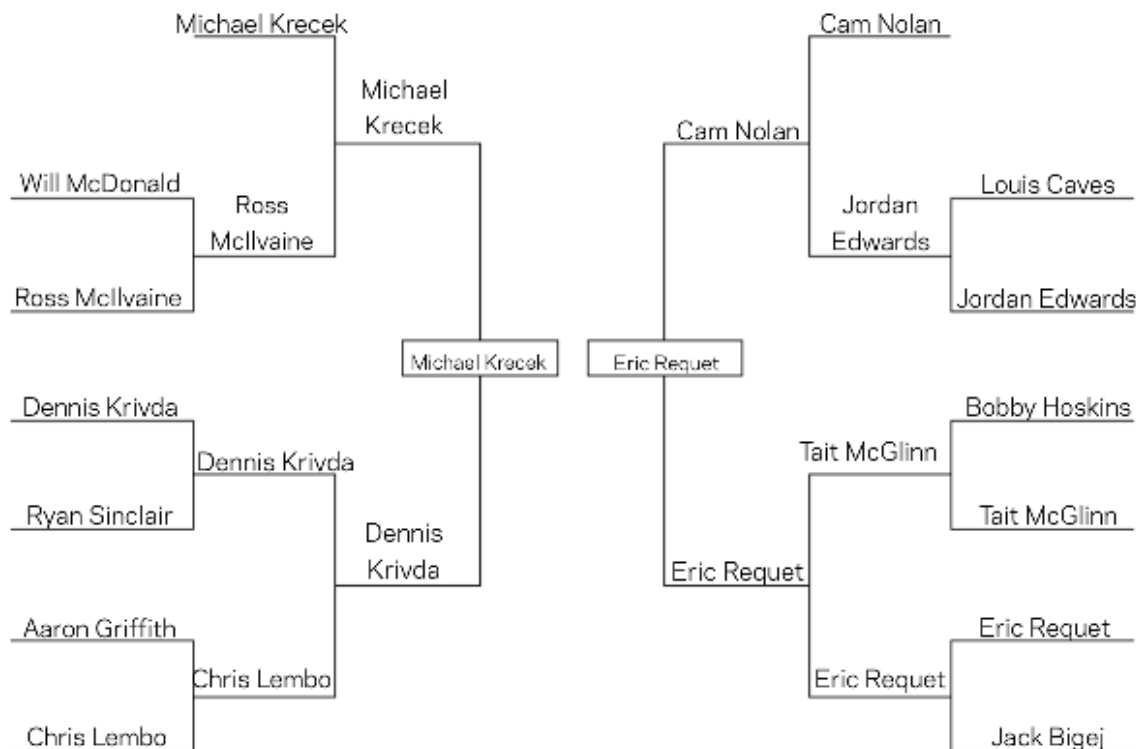 Michael Krecek
Cam Nolan
Michael
Krecek
Cam Nolan
Will McDonald
Louis Caves
Ross
McIlvaine
Jordan
Edwards
Ross McIlvaine
Jordan Edwards
Michael Krecek
Eric Requet
Dennis Krivda
Bobby Hoskins
Dennis Krivda
Tait McGlinn
Ryan Sinclair
Tait McGlinn
Dennis
Krivda
Eric Requet
Aaron Griffith
Eric Requet
Chris Lembo
Eric Requet
Chris Lembo
Jack Bigej